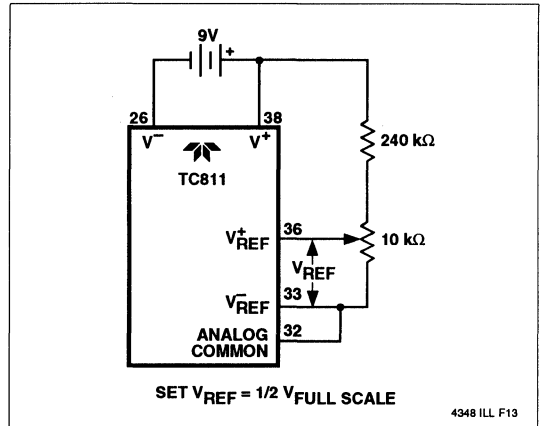 9V
+
26
38
V−
V+
TC811
240 kΩ
36
V+REF
10 kΩ
VREF
33
V−REF
ANALOG
32
COMMON
SET VREF = 1/2 VFULL SCALE
4348 ILL F13